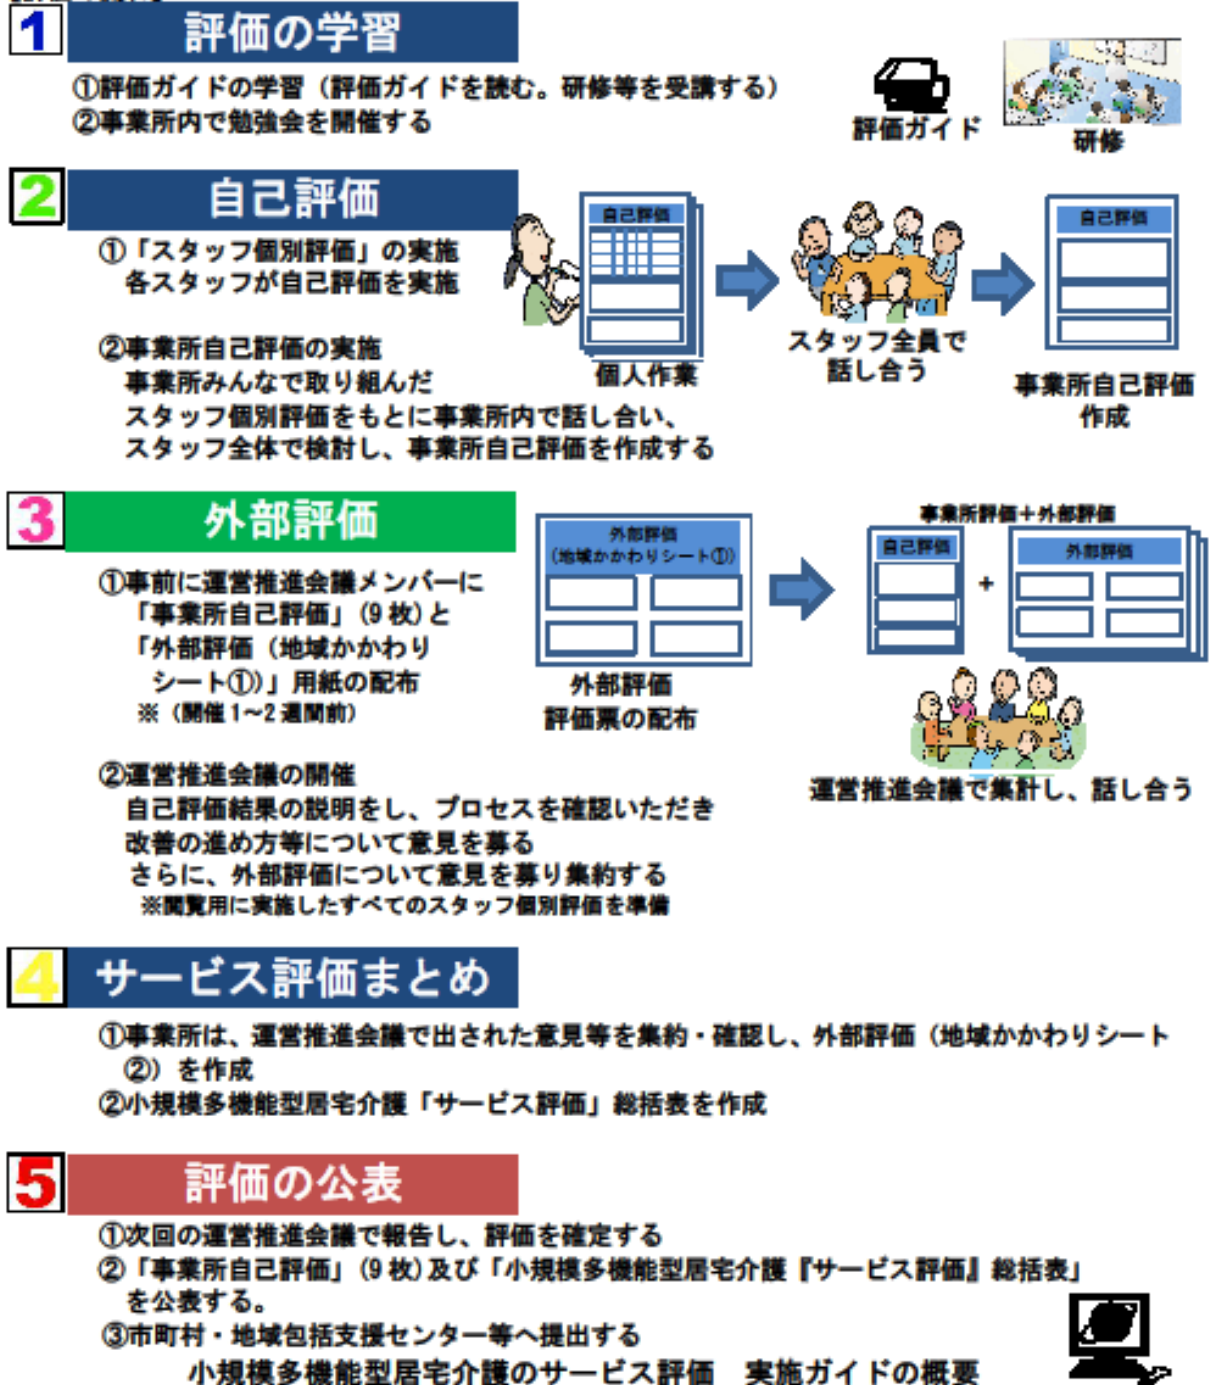 1 評価の学習
①評価ガイドの学習（評価ガイドを読む。研修等を受講する）
②事業所内で勉強会を開催する
評価ガイド
研修
2 自己評価
①「スタッフ個別評価」の実施
各スタッフが自己評価を実施
②事業所自己評価の実施
事業所みんなで取り組んだ
スタッフ個別評価をもとに事業所内で話し合い、
スタッフ全体で検討し、事業所自己評価を作成する
自己評価
個人作業
スタッフ全員で
話し合う
自己評価
事業所自己評価
作成
3 外部評価
①事前に運営推進会議メンバーに
「事業所自己評価」(9枚)と
「外部評価（地域かかわり
シート①)」用紙の配布
※（開催1～2週間前）
②運営推進会議の開催
自己評価結果の説明をし、プロセスを確認いただき
改善の進め方等について意見を募る
さらに、外部評価について意見を募り集約する
※閲覧用に実施したすべてのスタッフ個別評価を準備
外部評価
(地域かかわりシート①)
外部評価
評価票の配布
事業所評価＋外部評価
自己評価
+
外部評価
運営推進会議で集計し、話し合う
4 サービス評価まとめ
①事業所は、運営推進会議で出された意見等を集約・確認し、外部評価（地域かかわりシート
②）を作成
②小規模多機能型居宅介護「サービス評価」総括表を作成
5 評価の公表
①次回の運営推進会議で報告し、評価を確定する
②「事業所自己評価」(9枚)及び「小規模多機能型居宅介護『サービス評価』総括表」
を公表する。
③市町村・地域包括支援センター等へ提出する
小規模多機能型居宅介護のサービス評価　実施ガイドの概要